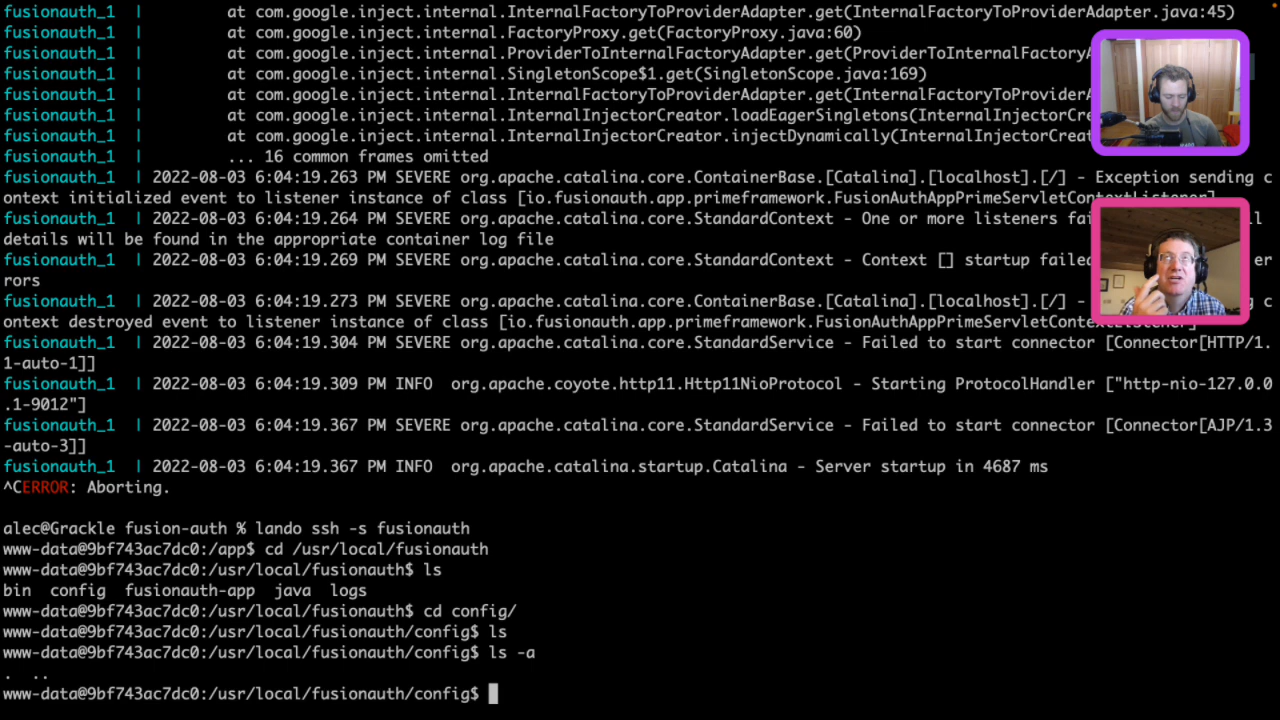 fusionauth_1 | at com.google.inject.internal.InternalFactoryToProviderAdapter.get(InternalFactoryToProviderAdapter.java:45)
fusionauth_1 | at com.google.inject.internal.FactoryProxy.get(FactoryProxy.java:60)
fusionauth_1 | at com.google.inject.internal.ProviderToInternalFactoryAdapter.get(ProviderToInternalFactoryA
fusionauth_1 | at com.google.inject.internal.SingletonScope$1.get(SingletonScope.java:169)
fusionauth_1 | at com.google.inject.internal.InternalFactoryToProviderAdapter.get(InternalFactoryToProviderA
fusionauth_1 | at com.google.inject.internal.InternalInjectorCreator.loadEagerSingletons(InternalInjectorCre
fusionauth_1 | at com.google.inject.internal.InternalInjectorCreator.injectDynamically(InternalInjectorCreat
fusionauth_1 | ... 16 common frames omitted
fusionauth_1 | 2022-08-03 6:04:19.263 PM SEVERE org.apache.catalina.core.ContainerBase.[Catalina].[localhost].[/] - Exception sending c
ontext initialized event to listener instance of class [io.fusionauth.app.primeframework.FusionAuthAppPrimeServletContextListener]
fusionauth_1 | 2022-08-03 6:04:19.264 PM SEVERE org.apache.catalina.core.StandardContext - One or more listeners fai ll
details will be found in the appropriate container log file
fusionauth_1 | 2022-08-03 6:04:19.269 PM SEVERE org.apache.catalina.core.StandardContext - Context [] startup failed er
rors
fusionauth_1 | 2022-08-03 6:04:19.273 PM SEVERE org.apache.catalina.core.ContainerBase.[Catalina].[localhost].[/] - g c
ontext destroyed event to listener instance of class [io.fusionauth.app.primeframework.FusionAuthAppPrimeServletContextListener]
fusionauth_1 | 2022-08-03 6:04:19.304 PM SEVERE org.apache.catalina.core.StandardService - Failed to start connector [Connector[HTTP/1.
1-auto-1]]
fusionauth_1 | 2022-08-03 6:04:19.309 PM INFO org.apache.coyote.http11.Http11NioProtocol - Starting ProtocolHandler ["http-nio-127.0.0
.1-9012"]
fusionauth_1 | 2022-08-03 6:04:19.367 PM SEVERE org.apache.catalina.core.StandardService - Failed to start connector [Connector[AJP/1.3
-auto-3]]
fusionauth_1 | 2022-08-03 6:04:19.367 PM INFO org.apache.catalina.startup.Catalina - Server startup in 4687 ms
^CERROR: Aborting.
alec@Grackle fusion-auth % lando ssh -s fusionauth
www-data@9bf743ac7dc0:/app$ cd /usr/local/fusionauth
www-data@9bf743ac7dc0:/usr/local/fusionauth$ ls
bin config fusionauth-app java logs
www-data@9bf743ac7dc0:/usr/local/fusionauth$ cd config/
www-data@9bf743ac7dc0:/usr/local/fusionauth/config$ ls
www-data@9bf743ac7dc0:/usr/local/fusionauth/config$ ls -a
. ..
www-data@9bf743ac7dc0:/usr/local/fusionauth/config$